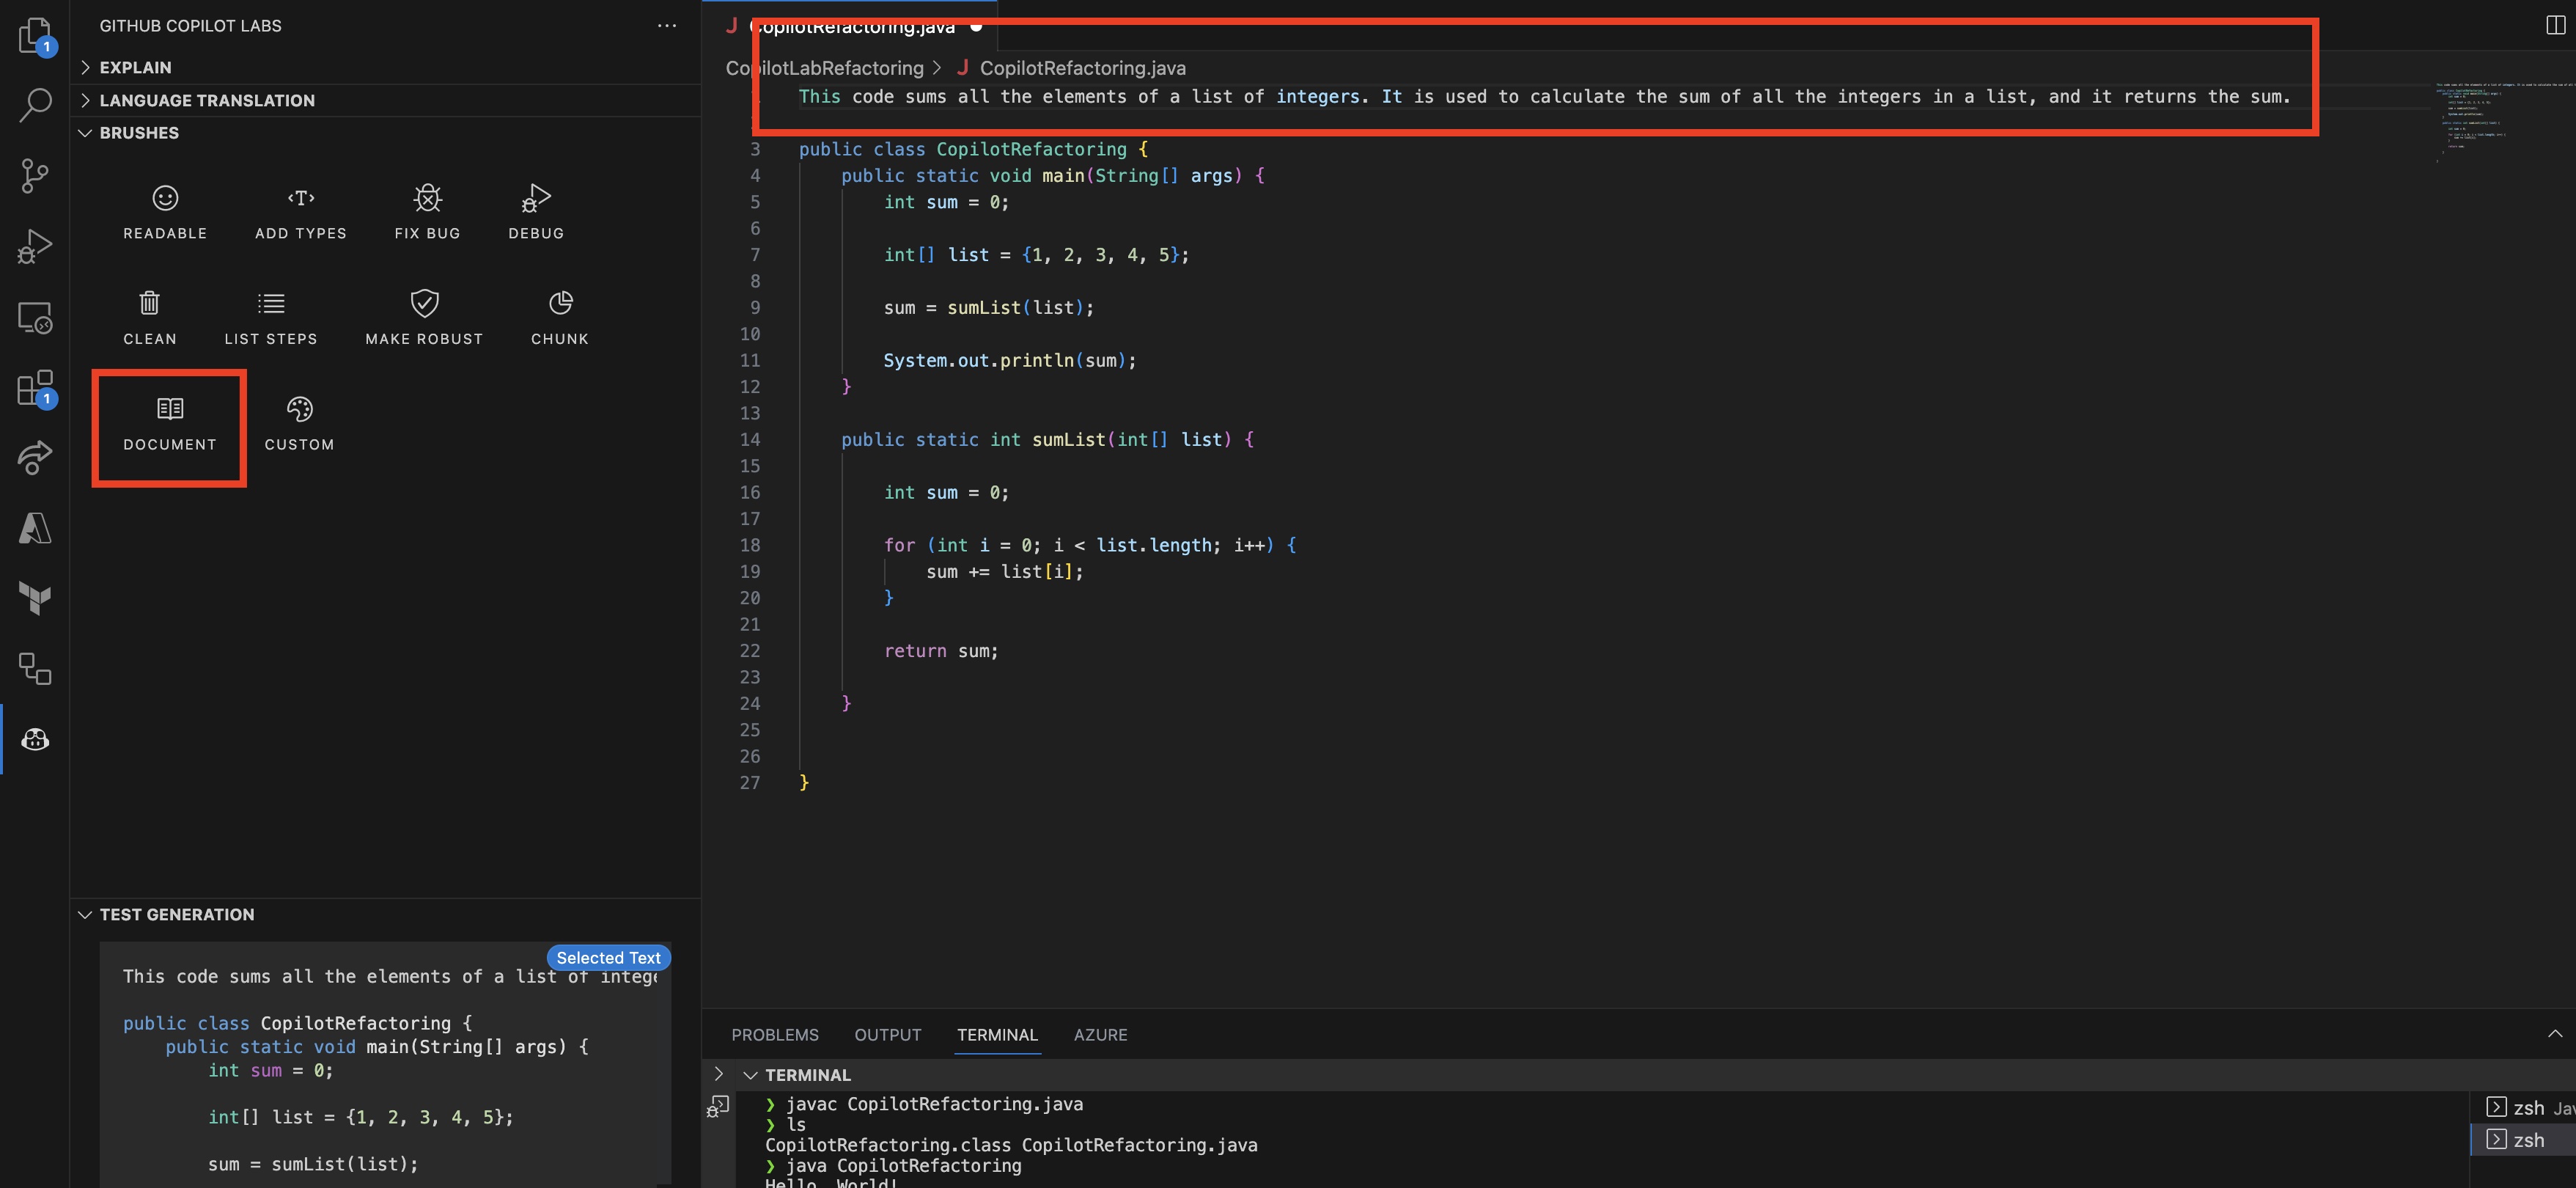 1
1
GITHUB COPILOT LABS
EXPLAIN
LANGUAGE TRANSLATION
BRUSHES
READABLE
ADD TYPES
FIX BUG
DEBUG
CLEAN
LIST STEPS
MAKE ROBUST
CHUNK
DOCUMENT
CUSTOM
TEST GENERATION
Selected Text
This code sums all the elements of a list of intege
public class CopilotRefactoring {
public static void main(String[] args) {
int sum = 0;
int[] list = {1, 2, 3, 4, 5};
sum = sumList(list);
J CopilotRefactoring.java
CopilotLabRefactoring > J CopilotRefactoring.java
This code sums all the elements of a list of integers. It is used to calculate the sum of all the integers in a list, and it returns the sum.
3 public class CopilotRefactoring {
4 public static void main(String[] args) {
5 int sum = 0;
6
7 int[] list = {1, 2, 3, 4, 5};
8
9 sum = sumList(list);
10
11 System.out.println(sum);
12 }
13
14 public static int sumList(int[] list) {
15
16 int sum = 0;
17
18 for (int i = 0; i < list.length; i++) {
19 sum += list[i];
20 }
21
22 return sum;
23
24 }
25
26
27 }
PROBLEMS OUTPUT TERMINAL AZURE
TERMINAL
❯ javac CopilotRefactoring.java
❯ ls
CopilotRefactoring.class CopilotRefactoring.java
❯ java CopilotRefactoring
Hello, World!
zsh Jav
zsh